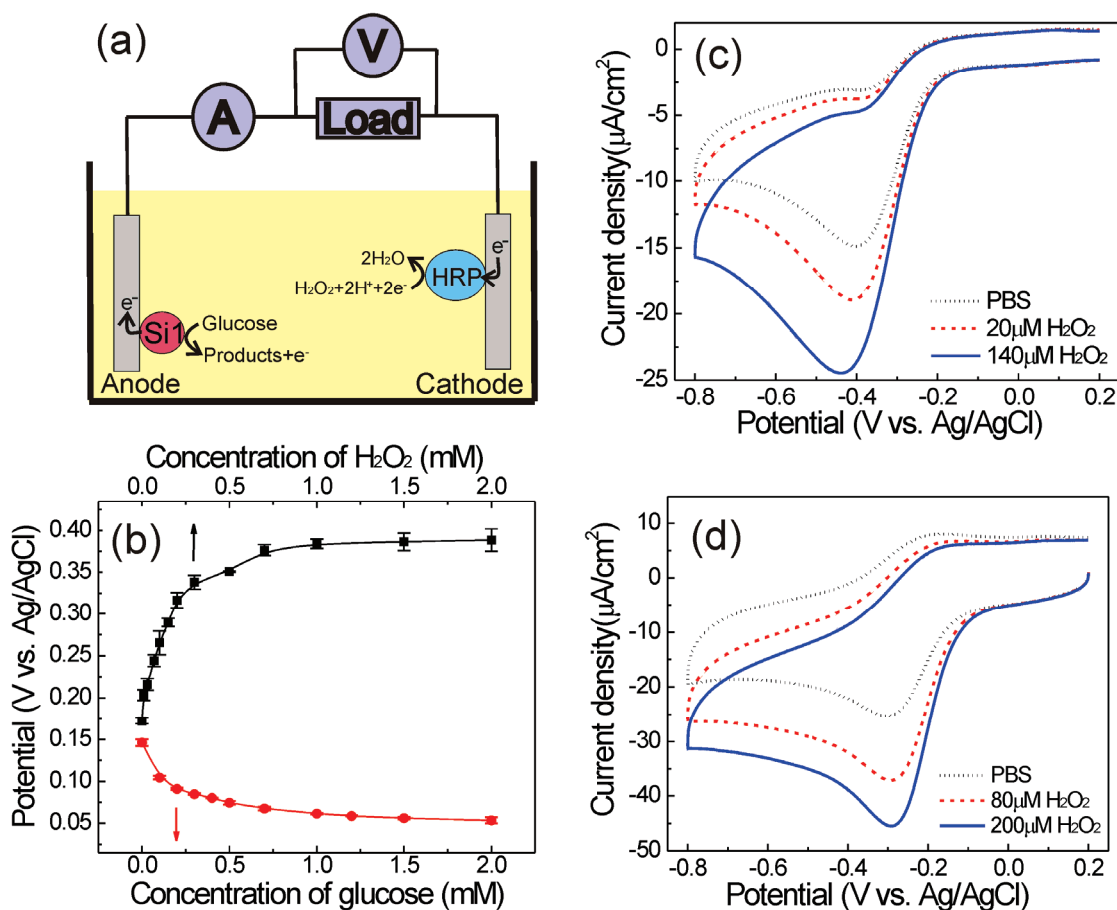 (a)
V
A
Load
2H₂O
HRP
e⁻
H₂O₂+2H⁺+2e⁻
e⁻
Si1
Glucose
Products+e⁻
Anode
Cathode
(c)
Current density(μA/cm²)
0
-5
-10
-15
-20
-25
PBS
20μM H₂O₂
140μM H₂O₂
-0.8 -0.6 -0.4 -0.2 0.0 0.2
Potential (V vs. Ag/AgCl)
Concentration of H₂O₂ (mM)
0.0 0.5 1.0 1.5 2.0
(b)
Potential (V vs. Ag/AgCl)
0.40
0.35
0.30
0.25
0.20
0.15
0.10
0.05
0.0 0.5 1.0 1.5 2.0
Concentration of glucose (mM)
(d)
Current density(μA/cm²)
10
0
-10
-20
-30
-40
-50
PBS
80μM H₂O₂
200μM H₂O₂
-0.8 -0.6 -0.4 -0.2 0.0 0.2
Potential (V vs. Ag/AgCl)